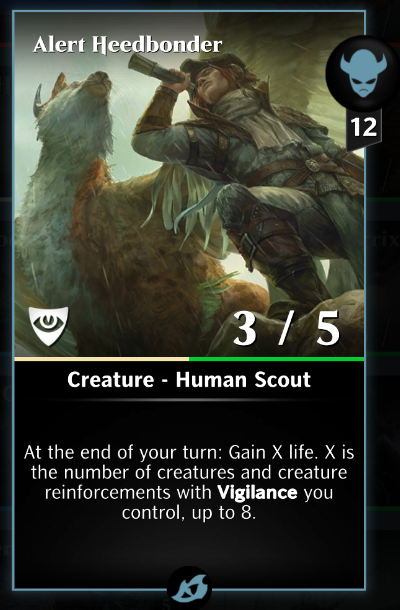 Alert Heedbonder
12
3 / 5
Creature - Human Scout
At the end of your turn: Gain X life. X is
the number of creatures and creature
reinforcements with Vigilance you
control, up to 8.